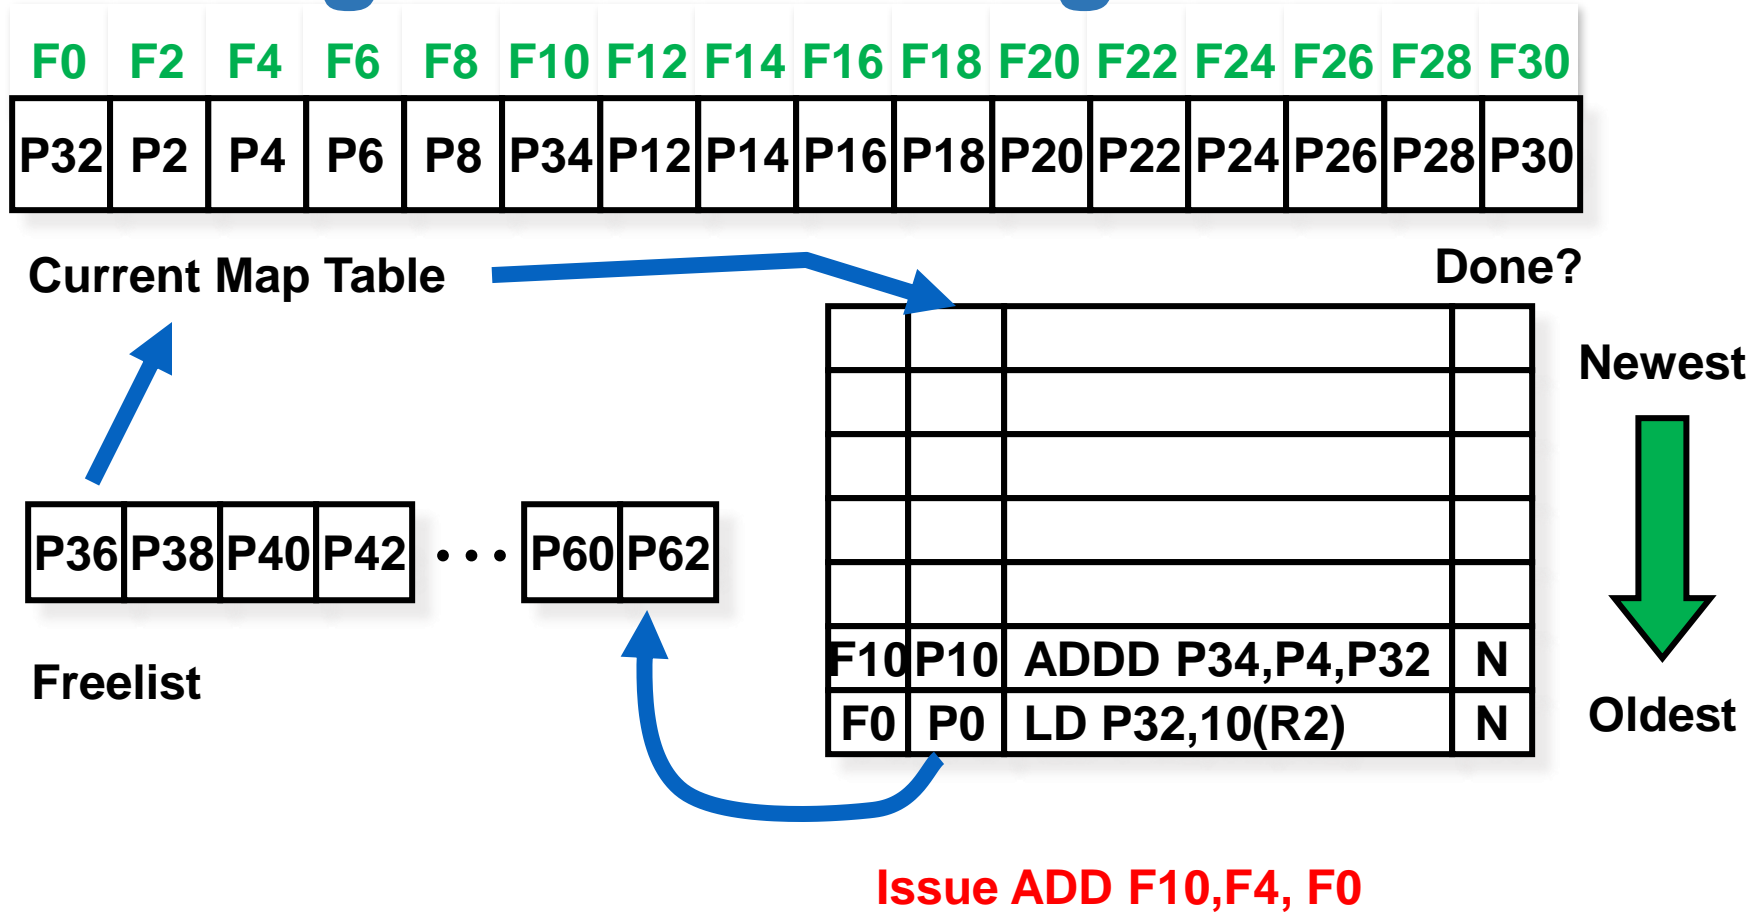 F0 F2 F4 F6 F8 F10 F12 F14 F16 F18 F20 F22 F24 F26 F28 F30
P32 P2 P4 P6 P8 P34 P12 P14 P16 P18 P20 P22 P24 P26 P28 P30
Current Map Table
Done?
Newest
P36 P38 P40 P42 ... P60 P62
Freelist
F10 P10 ADDD P34,P4,P32 N
F0 P0 LD P32,10(R2) N
Oldest
Issue ADD F10,F4, F0